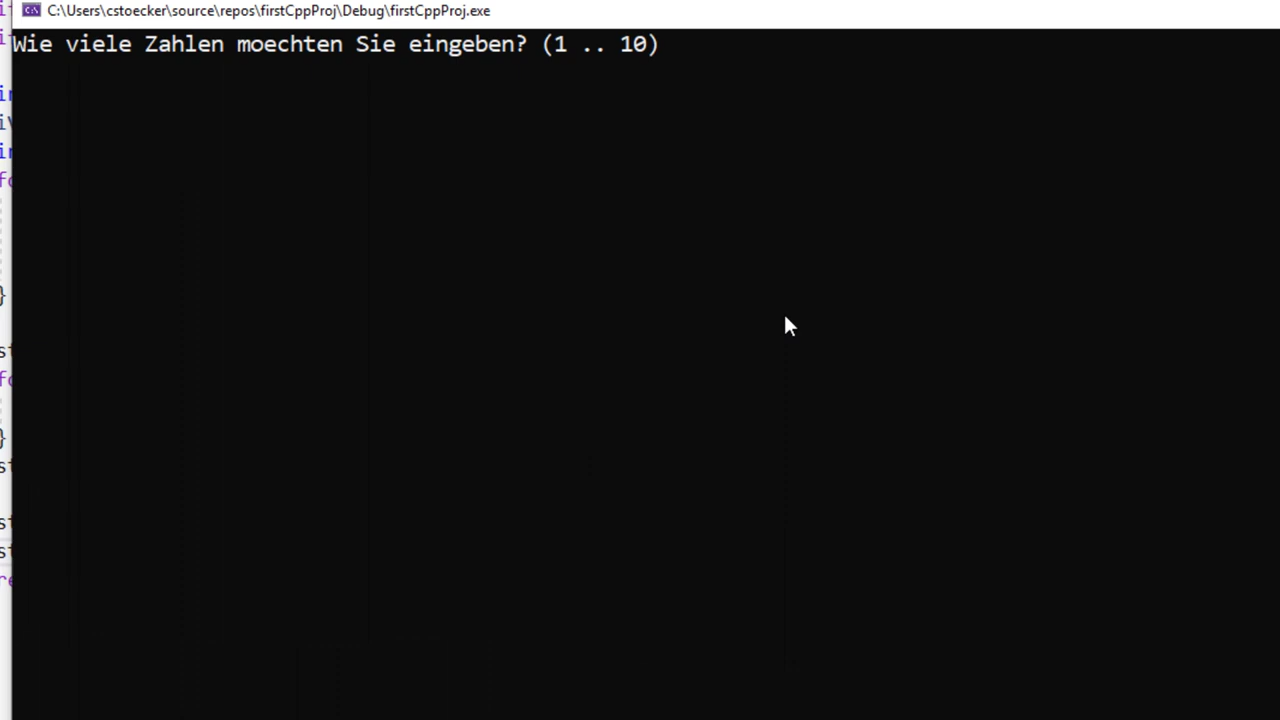 C:\Users\cstoecker\source\repos\firstCppProj\Debug\firstCppProj.exe
Wie viele Zahlen moechten Sie eingeben? (1 .. 10)
}
}